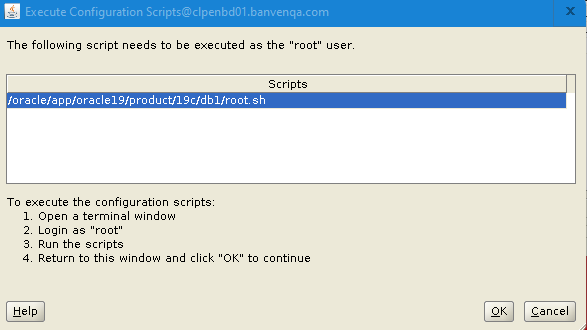 Execute Configuration Scripts@clpenbd01.banvenqa.com
The following script needs to be executed as the "root" user.
Scripts
/oracle/app/oracle19/product/19c/db1/root.sh
To execute the configuration scripts:
1. Open a terminal window
2. Login as "root"
3. Run the scripts
4. Return to this window and click "OK" to continue
Help
OK
Cancel